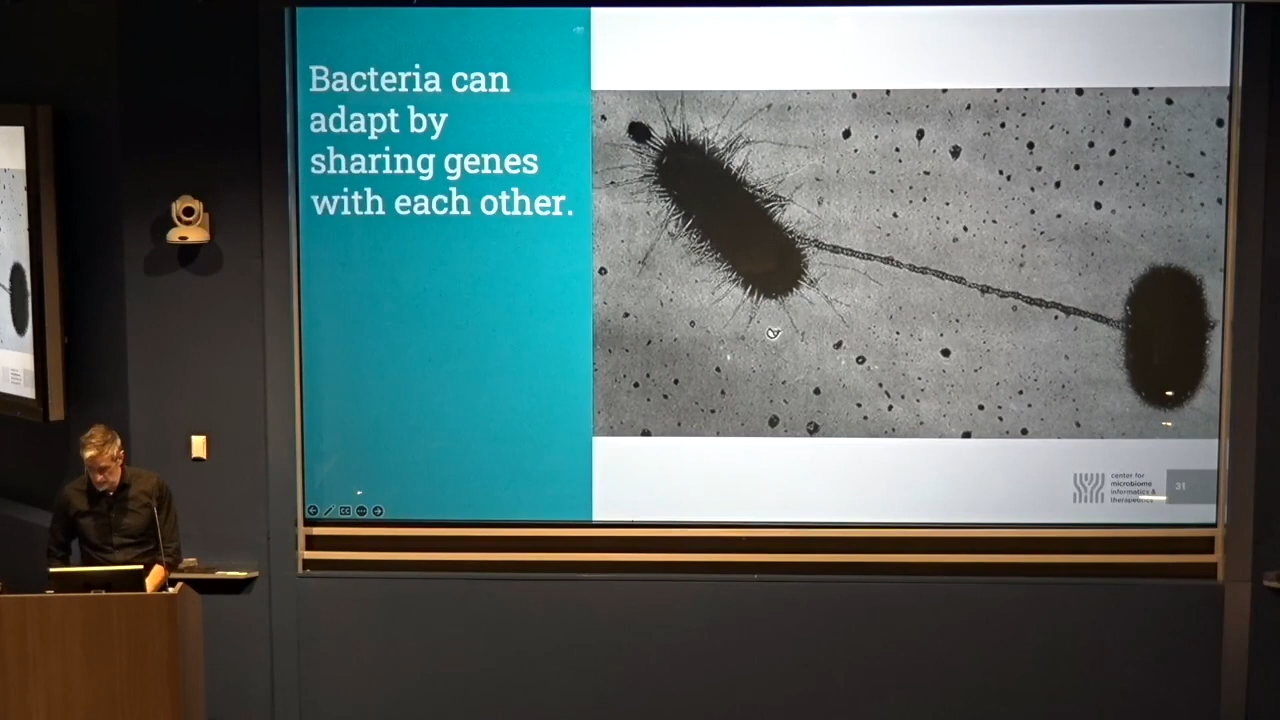 Bacteria can
adapt by
sharing genes
with each other.
center for
microbiome
informatics &
therapeutics
31